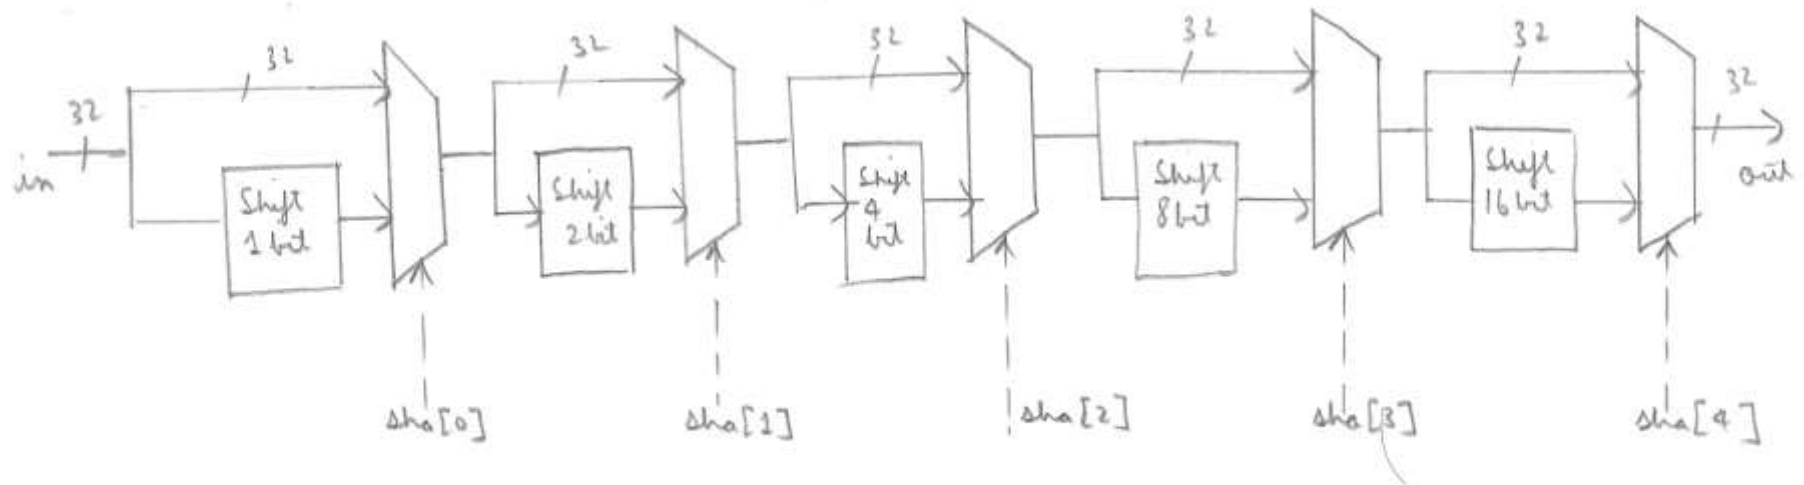 32
32
32
32
32
32
32
in
Shift
1 bit
Shift
2 bit
Shift
4
bit
Shift
8 bit
Shift
16 bit
out
sha[0]
sha[1]
sha[2]
sha[3]
sha[4]